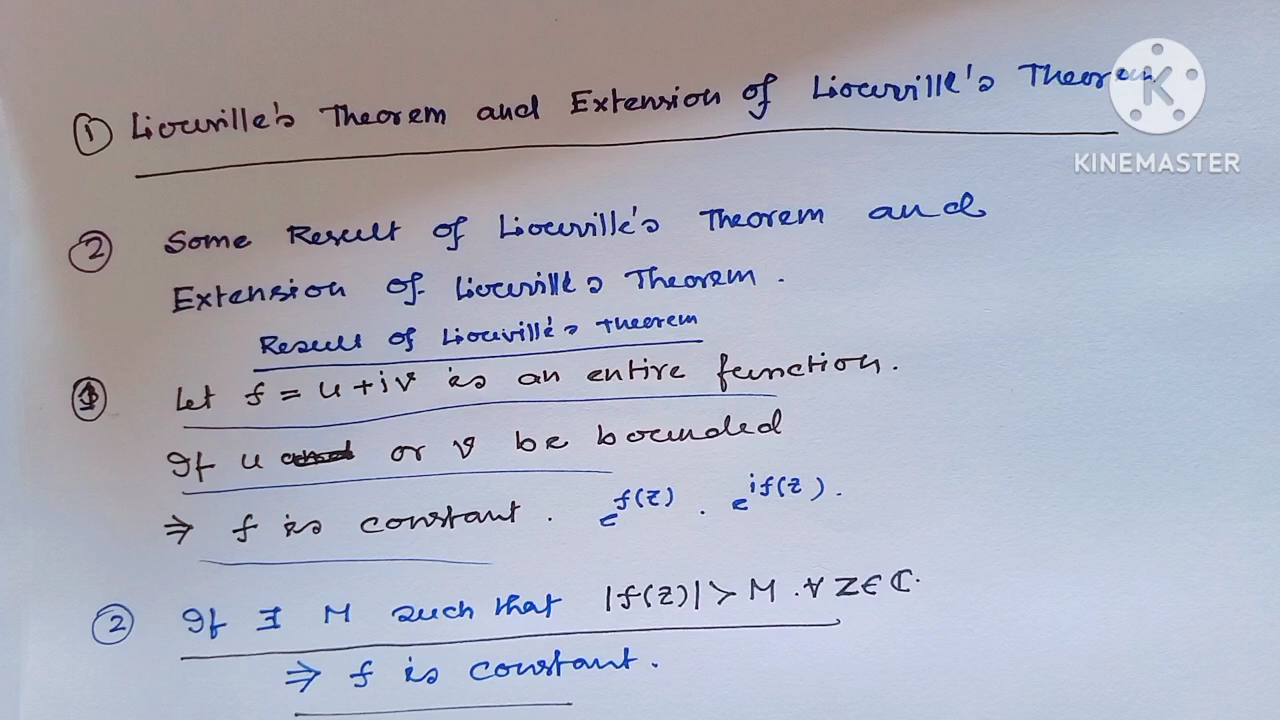 ① Liouville's Theorem and Extension of Liouville's Theorem
KINEMASTER
② Some Result of Liouville's Theorem and
Extension of Liouville's Theorem.
Result of Liouville's theorem
① Let f = u + iv is an entire function.
If u or v be bounded
⇒ f is constant. e^{f(z)} . e^{if(z)}.
② If ∃ M such that |f(z)| > M . ∀ z ∈ ℂ.
⇒ f is constant.